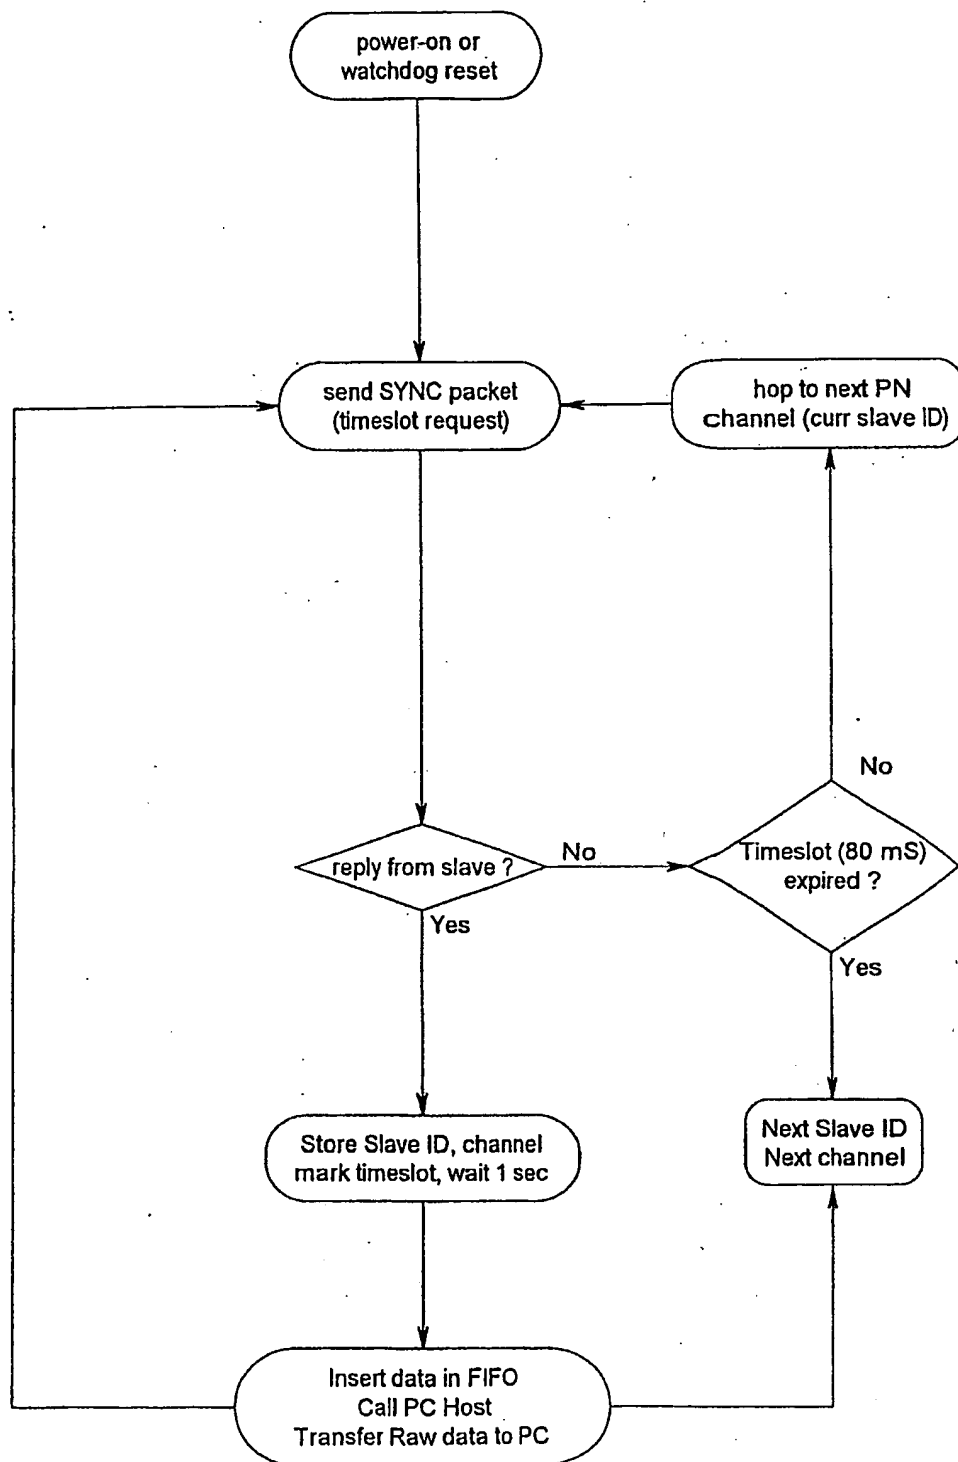 power-on or
watchdog reset
send SYNC packet
(timeslot request)
hop to next PN
channel (curr slave ID)
No
reply from slave ?
No
Timeslot (80 mS)
expired ?
Yes
Yes
Store Slave ID, channel
mark timeslot, wait 1 sec
Next Slave ID
Next channel
Insert data in FIFO
Call PC Host
Transfer Raw data to PC